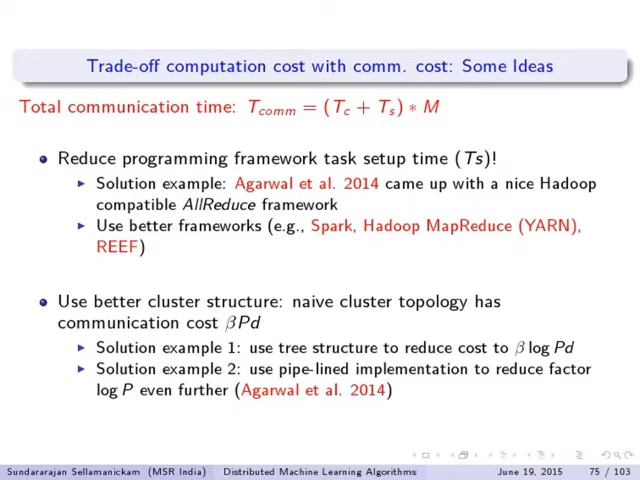 Trade-off computation cost with comm. cost: Some Ideas
Total communication time: T_comm = (T_c + T_s) * M
Reduce programming framework task setup time (Ts)!
Solution example: Agarwal et al. 2014 came up with a nice Hadoop
compatible AllReduce framework
Use better frameworks (e.g., Spark, Hadoop MapReduce (YARN),
REEF)
Use better cluster structure: naive cluster topology has
communication cost βPd
Solution example 1: use tree structure to reduce cost to β log Pd
Solution example 2: use pipe-lined implementation to reduce factor
log P even further (Agarwal et al. 2014)
Sundararajan Sellamanickam (MSR India) Distributed Machine Learning Algorithms June 19, 2015 75 / 103